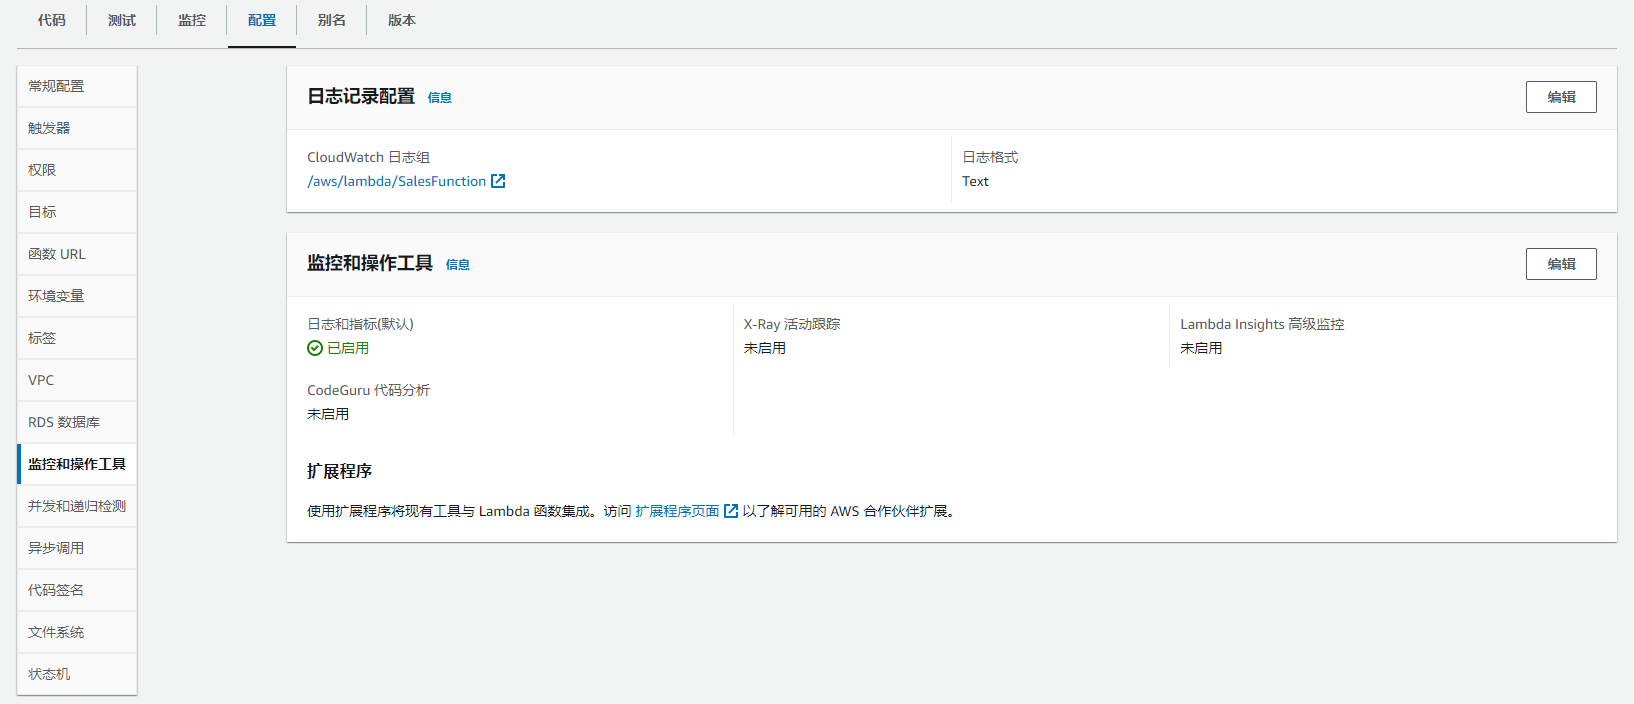 代码 测试 监控 配置 别名 版本
常规配置
触发器
权限
目标
函数 URL
环境变量
标签
VPC
RDS 数据库
监控和操作工具
并发和递归检测
异步调用
代码签名
文件系统
状态机
日志记录配置 信息 编辑
CloudWatch 日志组 日志格式
/aws/lambda/SalesFunction Text
监控和操作工具 信息 编辑
日志和指标(默认) X-Ray 活动跟踪 Lambda Insights 高级监控
已启用 未启用 未启用
CodeGuru 代码分析
未启用
扩展程序
使用扩展程序将现有工具与 Lambda 函数集成。访问 扩展程序页面 以了解可用的 AWS 合作伙伴扩展。